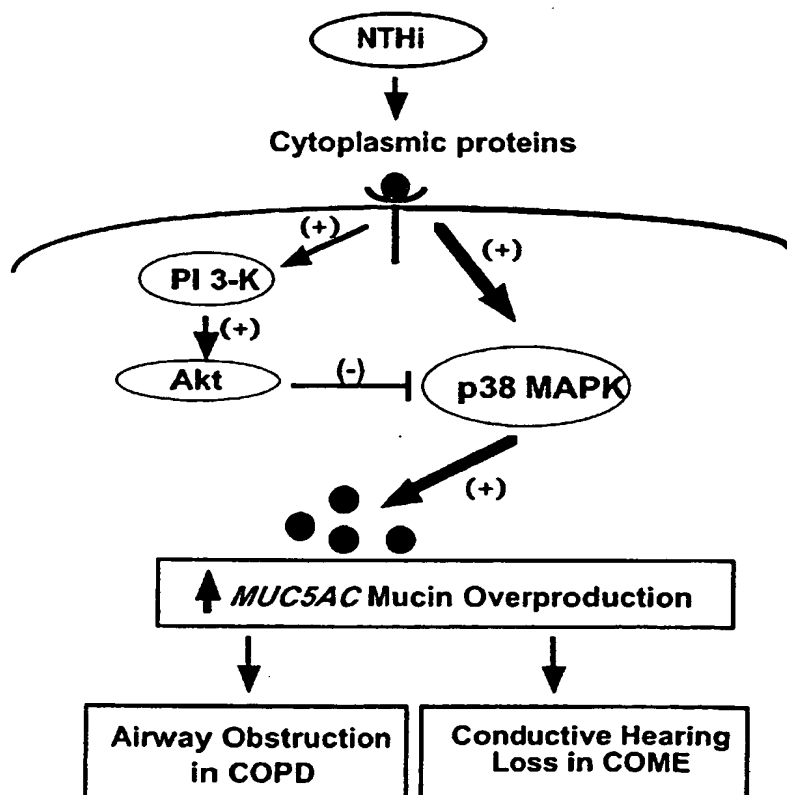 NTHi
Cytoplasmic proteins
(+)
(+)
PI 3-K
(+)
Akt
(-)
p38 MAPK
(+)
MUC5AC Mucin Overproduction
Airway Obstruction
in COPD
Conductive Hearing
Loss in COME